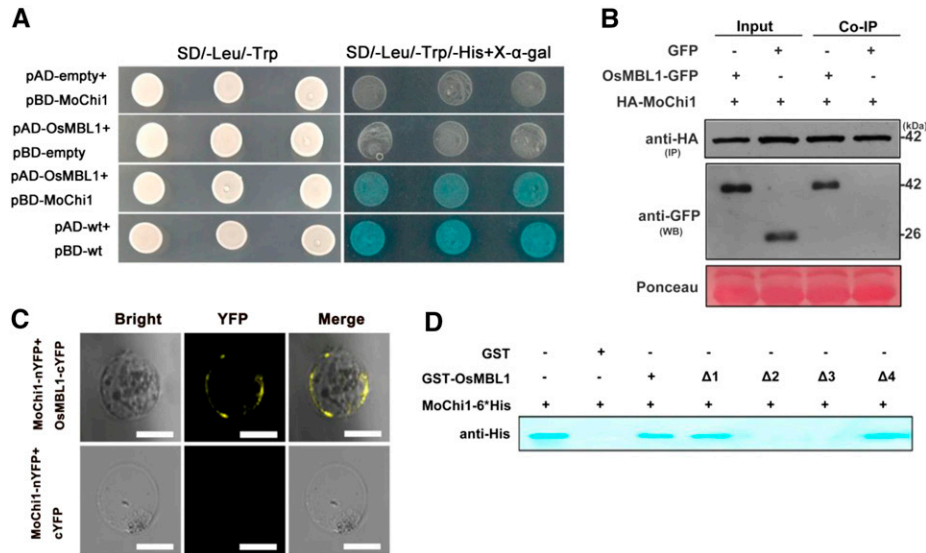 A
SD/-Leu/-Trp
SD/-Leu/-Trp/-His+X-α-gal
pAD-empty+
pBD-MoChi1
pAD-OsMBL1+
pBD-empty
pAD-OsMBL1+
pBD-MoChi1
pAD-wt+
pBD-wt
B
Input Co-IP
GFP - + - +
OsMBL1-GFP + - + -
HA-MoChi1 + + + +
(kDa)
anti-HA
(IP)
-42
anti-GFP
(WB)
-42
-26
Ponceau
C
Bright YFP Merge
MoChi1-nYFP+
OsMBL1-cYFP
MoChi1-nYFP+
cYFP
D
GST - + - - - - -
GST-OsMBL1 - - + Δ1 Δ2 Δ3 Δ4
MoChi1-6*His + + + + + + +
anti-His